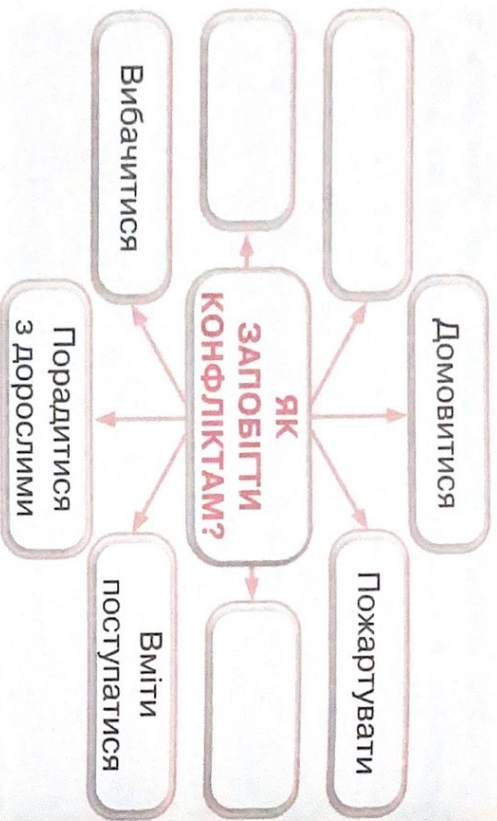 Домовитися
Пожартувати
ЯК
ЗАПОБІГТИ
КОНФЛІКТАМ?
Вибачитися
Порадитися
з дорослими
Вміти
поступатися